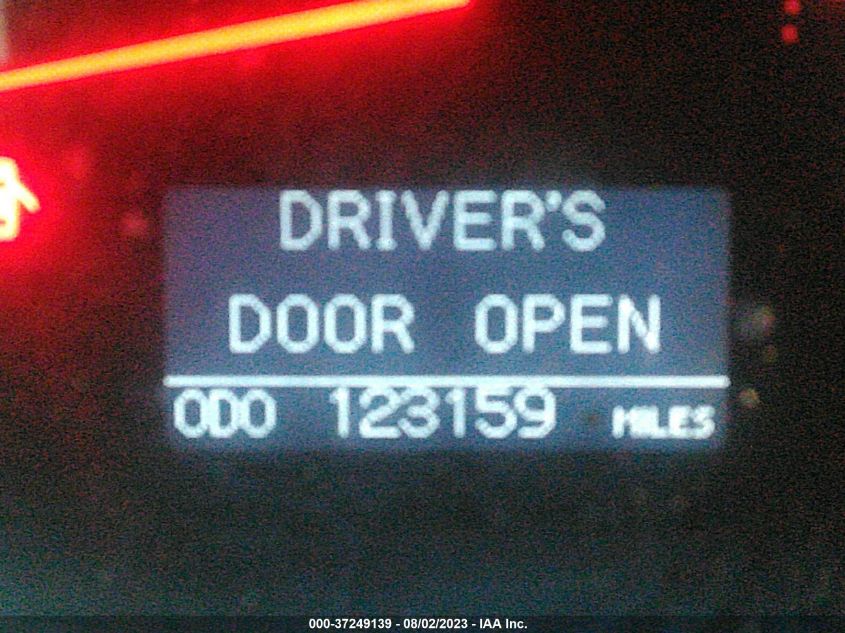 DRIVER'S
DOOR OPEN
ODO 123159 MILES
000-37249139 - 08/02/2023 - IAA Inc.